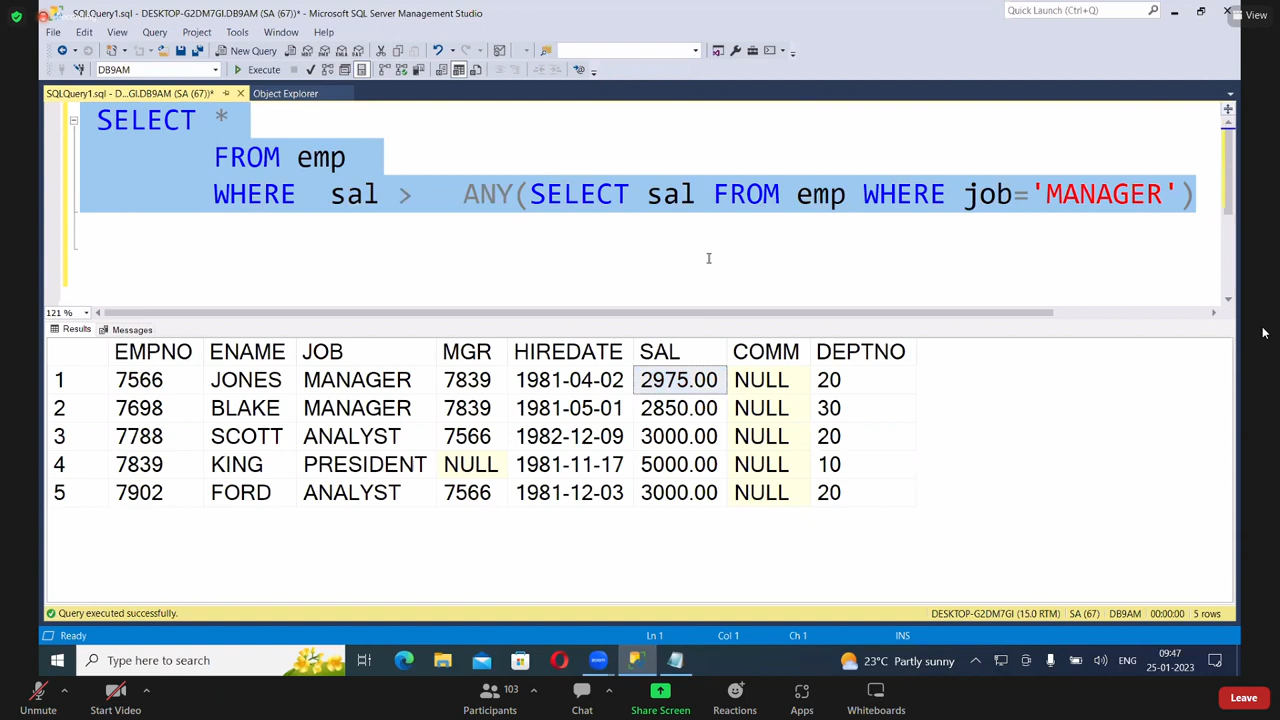 SQLQuery1.sql - DESKTOP-G2DM7GI.DB9AM (SA (67))* - Microsoft SQL Server Management Studio
Quick Launch (Ctrl+Q)
View
File Edit View Query Project Tools Window Help
New Query
DB9AM Execute
SQLQuery1.sql - D...GI.DB9AM (SA (67))* Object Explorer
SELECT *
FROM emp
WHERE sal > ANY(SELECT sal FROM emp WHERE job='MANAGER')
121 %
Results Messages
EMPNO ENAME JOB MGR HIREDATE SAL COMM DEPTNO
1 7566 JONES MANAGER 7839 1981-04-02 2975.00 NULL 20
2 7698 BLAKE MANAGER 7839 1981-05-01 2850.00 NULL 30
3 7788 SCOTT ANALYST 7566 1982-12-09 3000.00 NULL 20
4 7839 KING PRESIDENT NULL 1981-11-17 5000.00 NULL 10
5 7902 FORD ANALYST 7566 1981-12-03 3000.00 NULL 20
Query executed successfully. DESKTOP-G2DM7GI (15.0 RTM) SA (67) DB9AM 00:00:00 5 rows
Ready Ln 1 Col 1 Ch 1 INS
Type here to search 23°C Partly sunny ENG 09:47
25-01-2023
103
Unmute Start Video Participants Chat Share Screen Reactions Apps Whiteboards Leave